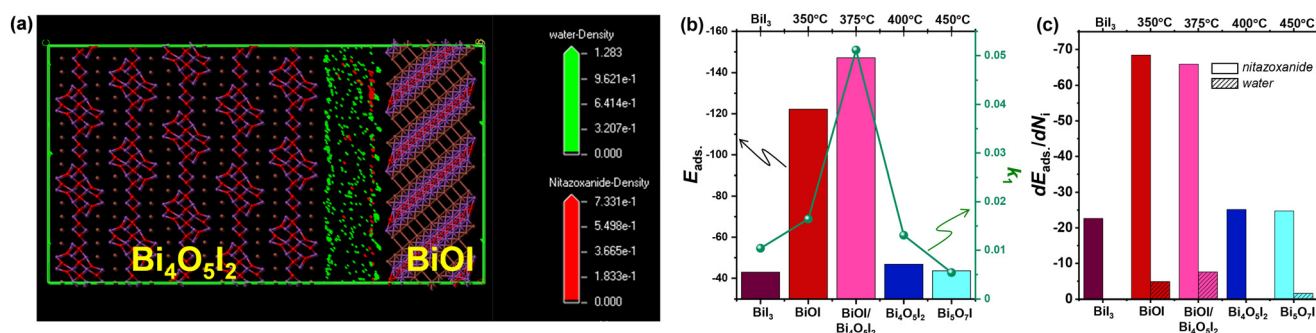 (a)
water-Density
1.283
9.621e-1
6.414e-1
3.207e-1
0.000
Nitazoxanide-Density
7.331e-1
5.498e-1
3.665e-1
1.833e-1
0.000
Bi₄O₅I₂
BiOI
(b)
BiI₃ 350°C 375°C 400°C 450°C
-160
-140
-120
-100
-80
-60
-40
E_ads.
0.05
0.04
0.03
0.02
0.01
0
k₁
BiI₃ BiOI BiOI/ Bi₄O₅I₂ Bi₅O₇I
Bi₄O₅I₂
(c)
BiI₃ 350°C 375°C 400°C 450°C
-70
-60
-50
-40
-30
-20
-10
0
dE_ads./dN_i
nitazoxanide
water
BiI₃ BiOI BiOI/ Bi₄O₅I₂ Bi₅O₇I
Bi₄O₅I₂